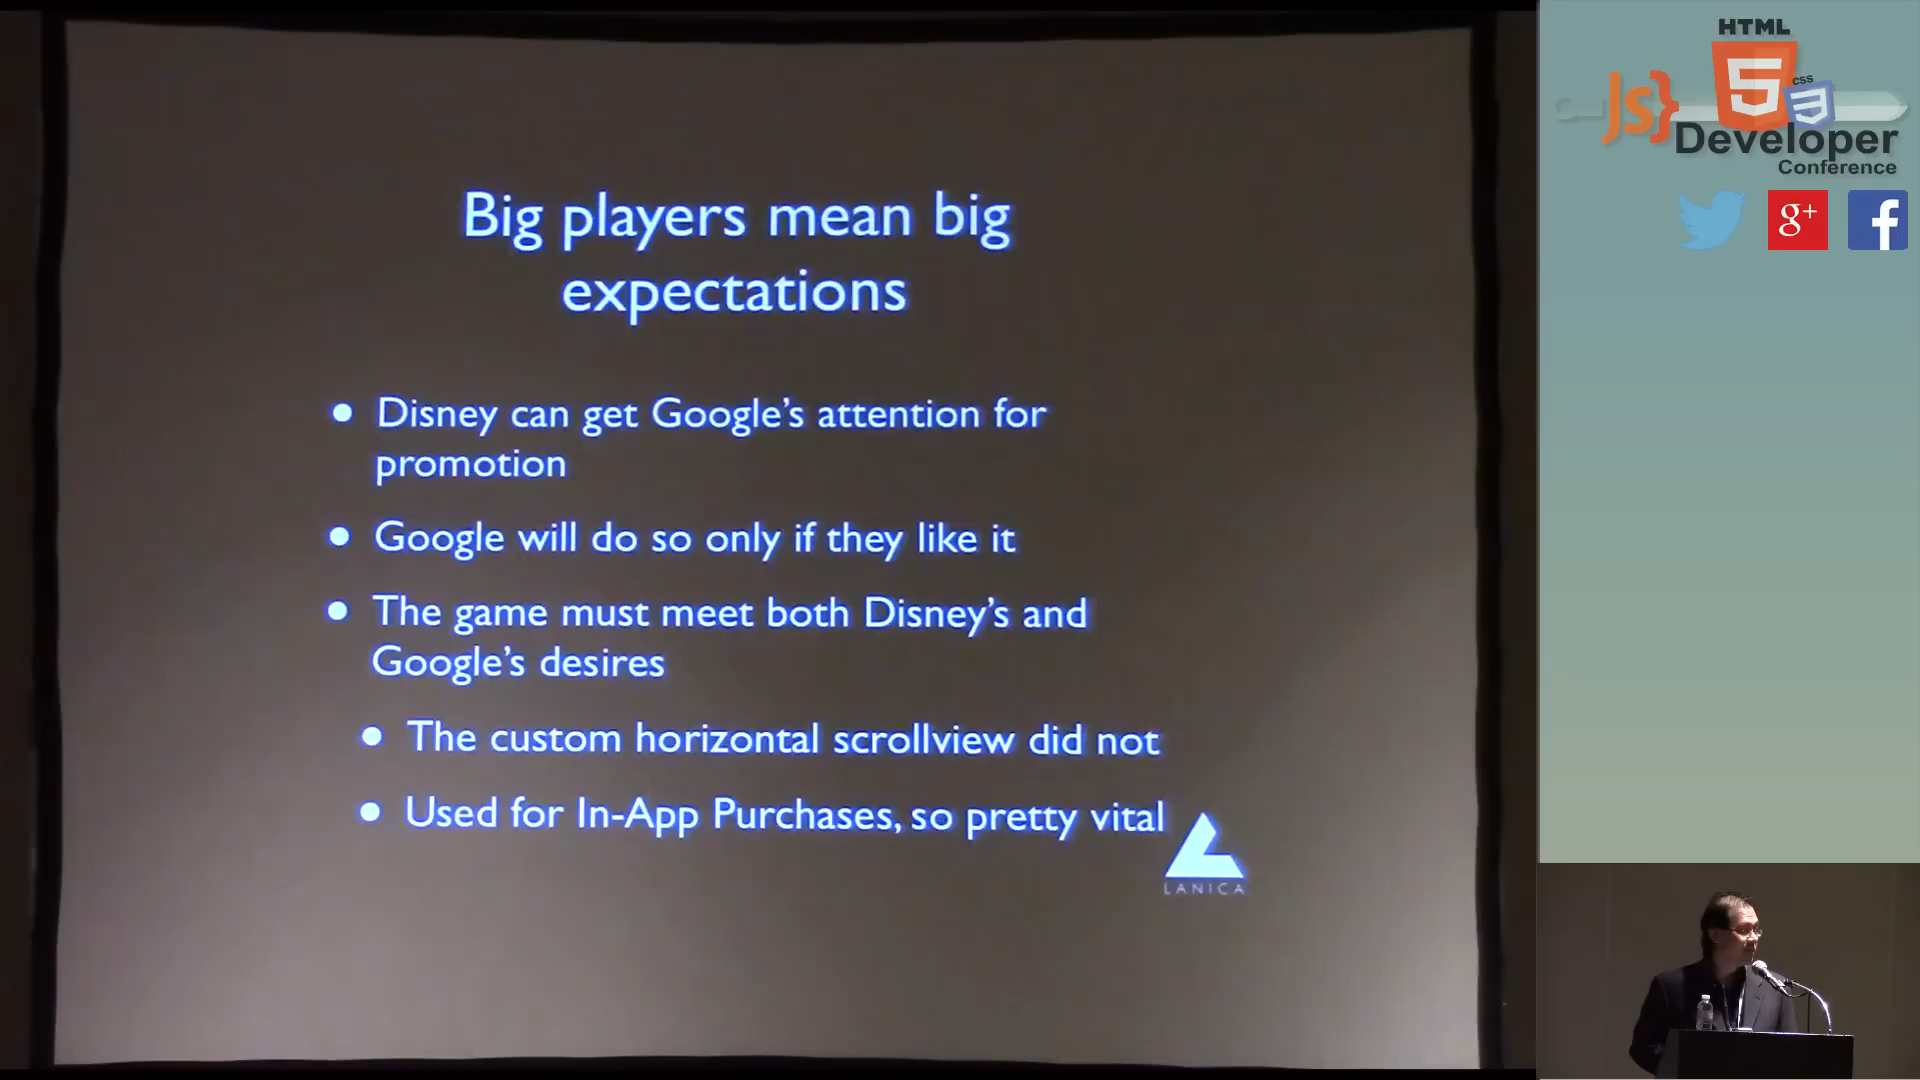 Big players mean big
expectations
• Disney can get Google's attention for
promotion
• Google will do so only if they like it
• The game must meet both Disney's and
Google's desires
• The custom horizontal scrollview did not
• Used for In-App Purchases, so pretty vital
LANICA
HTML
5
JS}
CSS
3
Developer
Conference
g+
f